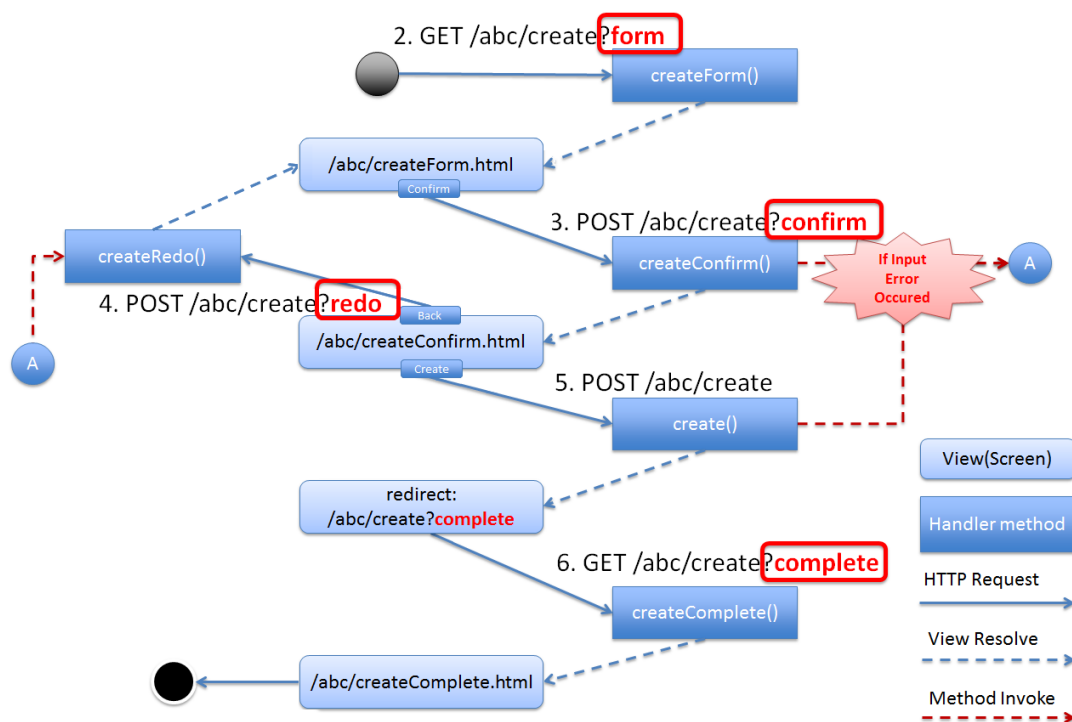 2. GET /abc/create?form
createForm()
/abc/createForm.html
Confirm
3. POST /abc/create?confirm
createRedo()
createConfirm()
If Input
Error
Occured
A
4. POST /abc/create?redo
Back
/abc/createConfirm.html
A
Create
5. POST /abc/create
create()
View(Screen)
redirect:
/abc/create?complete
Handler method
6. GET /abc/create?complete
HTTP Request
createComplete()
View Resolve
/abc/createComplete.html
Method Invoke